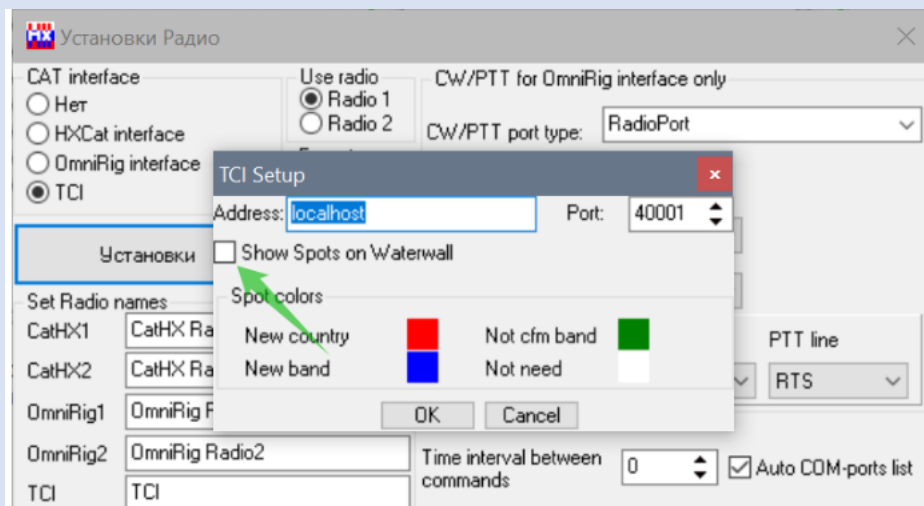 HX Установки Радио
CAT interface
Нет
HXCat interface
OmniRig interface
TCI
Use radio
Radio 1
Radio 2
CW/PTT for OmniRig interface only
CW/PTT port type: RadioPort
TCI Setup
Address: localhost Port: 40001
Show Spots on Waterwall
Spot colors
New country Not cfm band
New band Not need
OK Cancel
Установки
Set Radio names
CatHX1 CatHX Ra
CatHX2 CatHX Ra
OmniRig1 OmniRig
OmniRig2 OmniRig Radio2
TCI TCI
PTT line
RTS
Time interval between
commands
0
Auto COM-ports list